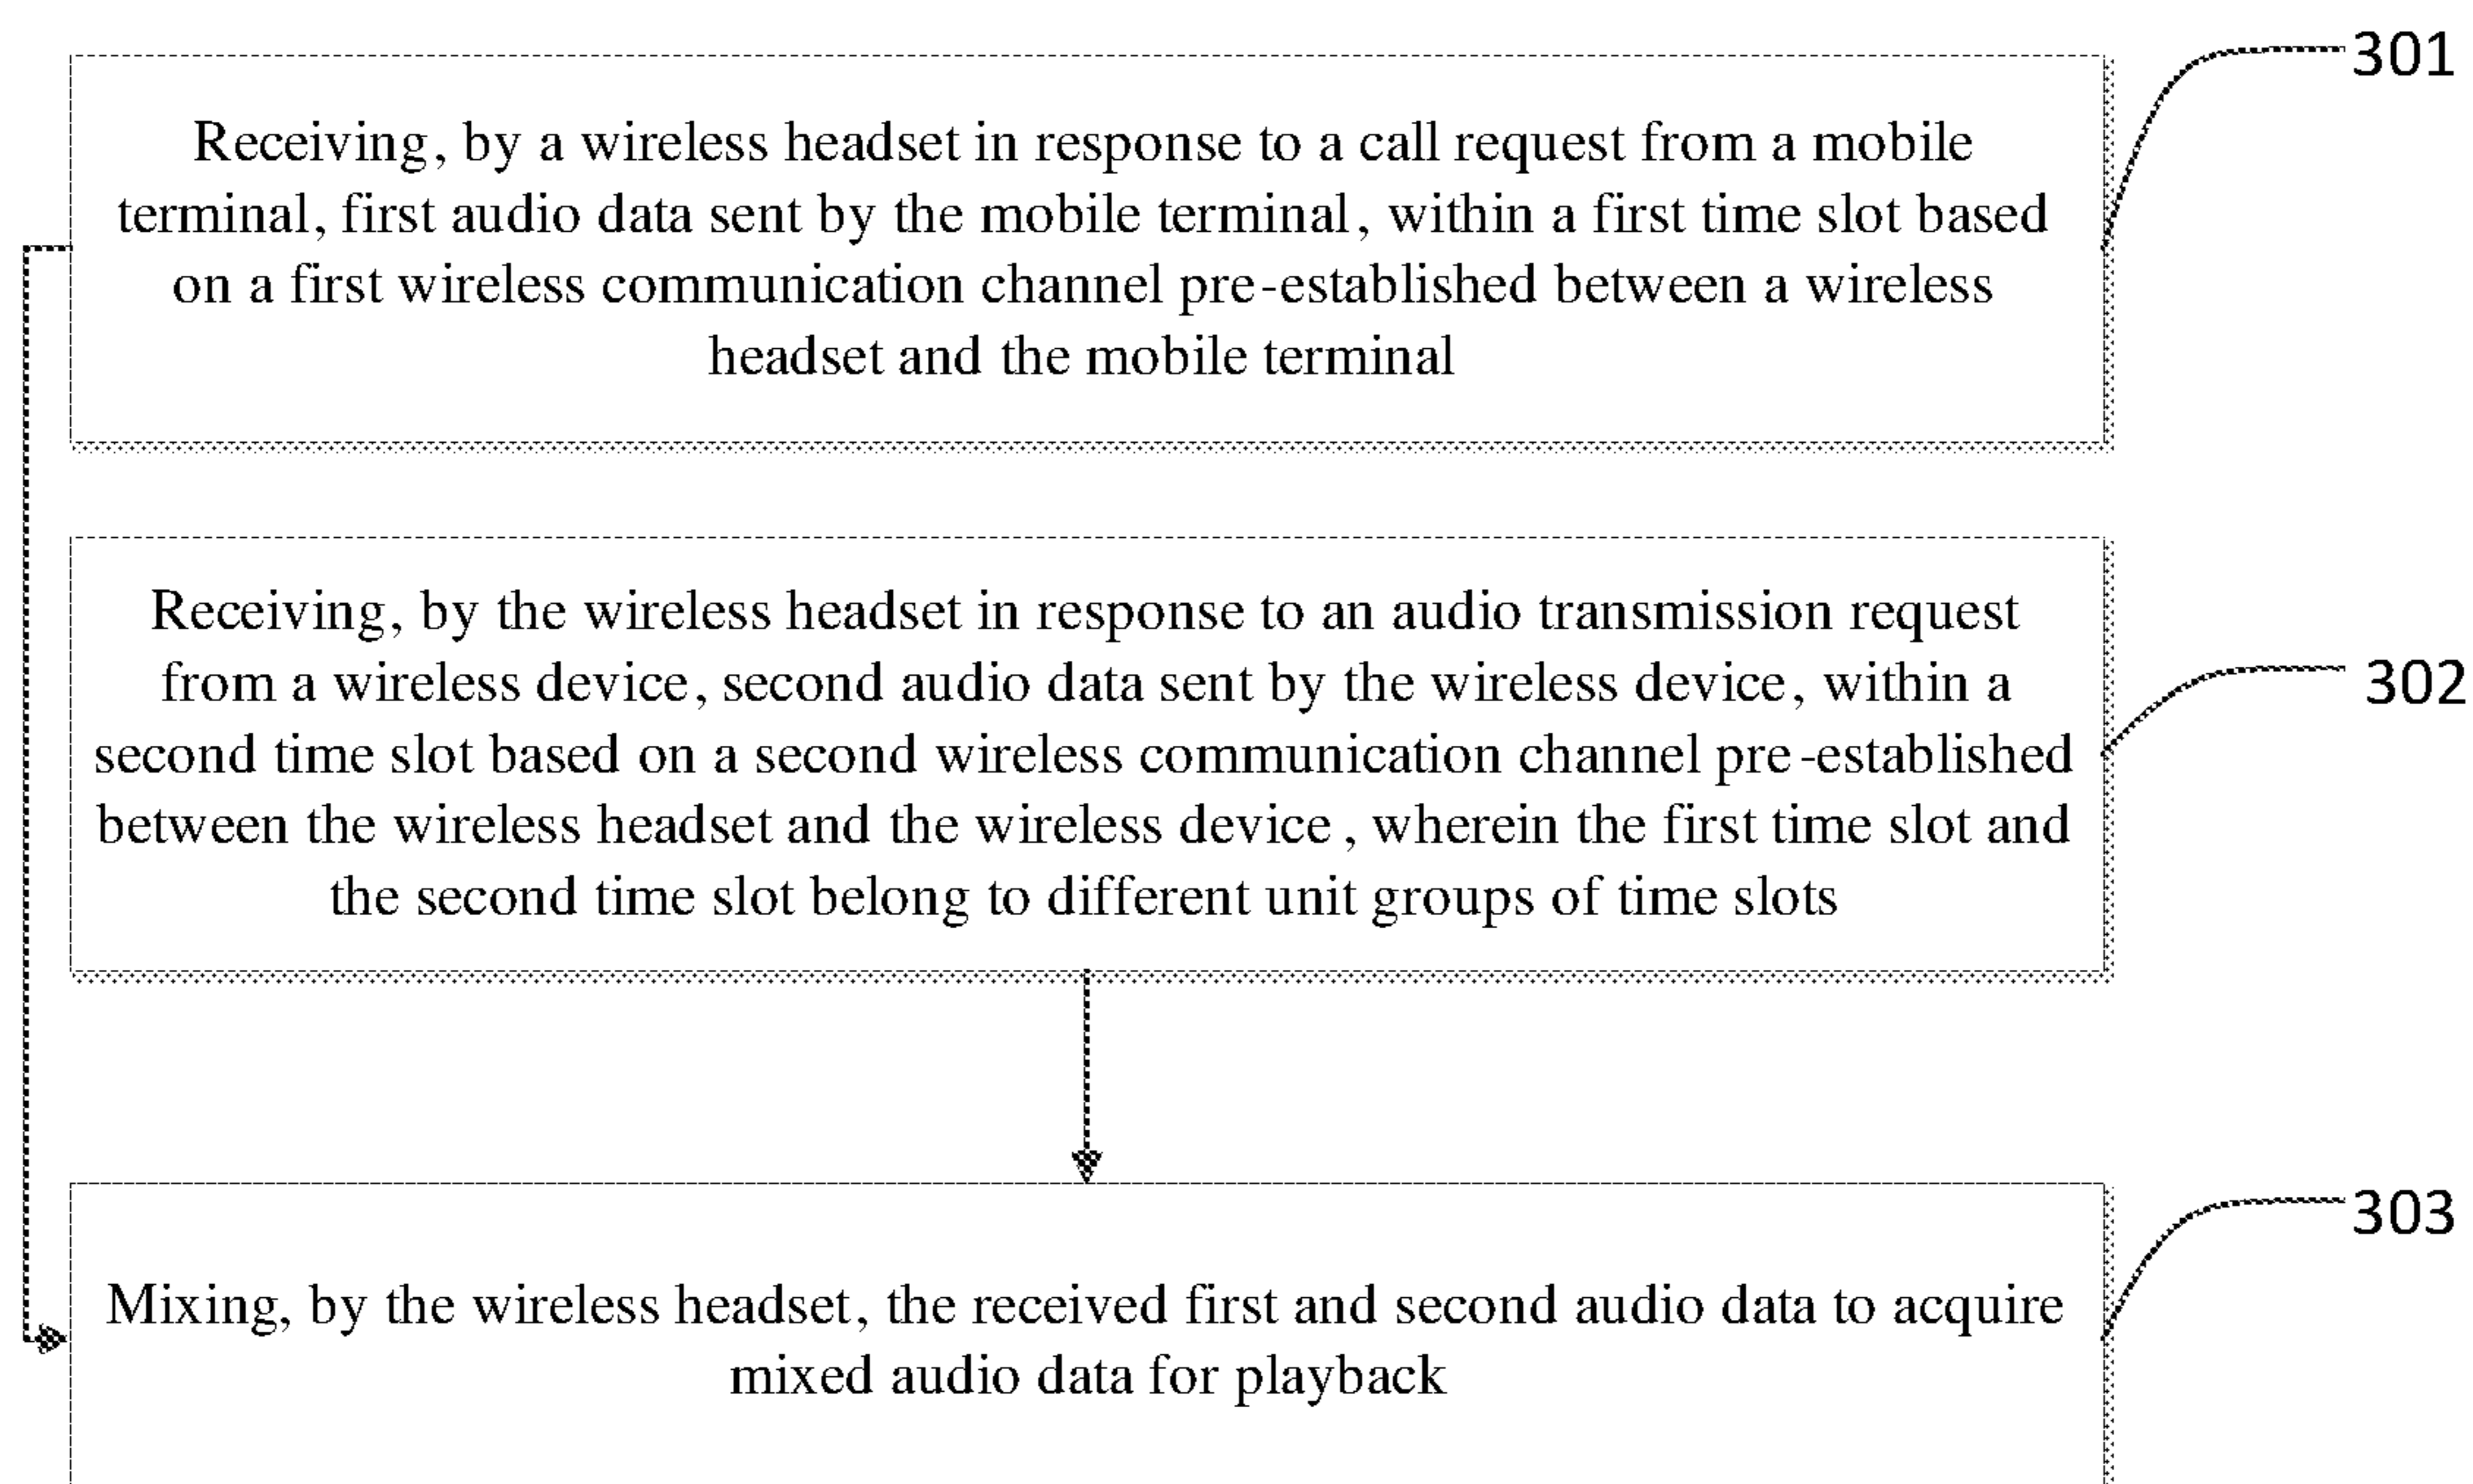 301
Receiving, by a wireless headset in response to a call request from a mobile
terminal, first audio data sent by the mobile terminal, within a first time slot based
on a first wireless communication channel pre-established between a wireless
headset and the mobile terminal
Receiving, by the wireless headset in response to an audio transmission request
from a wireless device, second audio data sent by the wireless device, within a
302
second time slot based on a second wireless communication channel pre-established
between the wireless headset and the wireless device, wherein the first time slot and
the second time slot belong to different unit groups of time slots
303
Mixing, by the wireless headset, the received first and second audio data to acquire
mixed audio data for playback